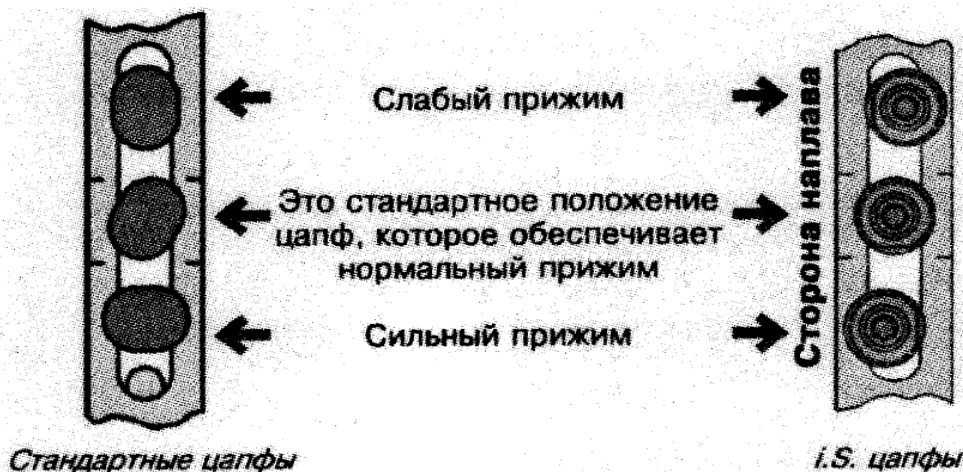 Слабый прижим
Это стандартное положение
цапф, которое обеспечивает
нормальный прижим
Сильный прижим
Сторона наплава
Стандартные цапфы
i.S. цапфы